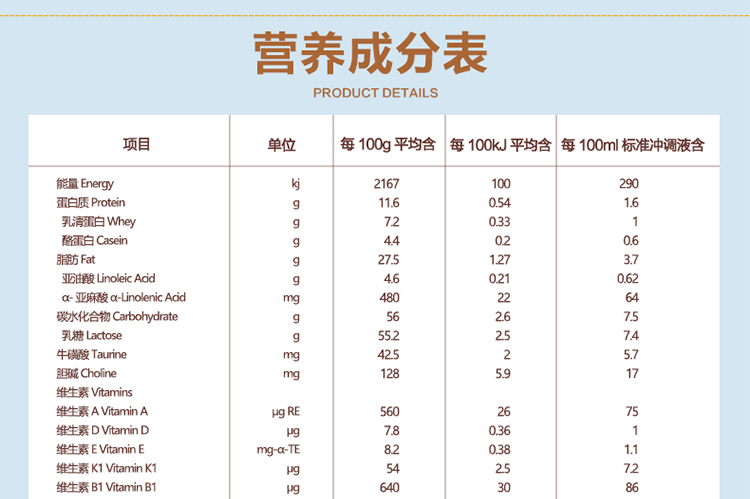 营养成分表
PRODUCT DETAILS
项目 单位 每 100g 平均含 每 100kJ 平均含 每 100ml 标准冲调液含
能量 Energy kj 2167 100 290
蛋白质 Protein g 11.6 0.54 1.6
乳清蛋白 Whey g 7.2 0.33 1
酪蛋白 Casein g 4.4 0.2 0.6
脂肪 Fat g 27.5 1.27 3.7
亚油酸 Linoleic Acid g 4.6 0.21 0.62
α- 亚麻酸 α-Linolenic Acid mg 480 22 64
碳水化合物 Carbohydrate g 56 2.6 7.5
乳糖 Lactose g 55.2 2.5 7.4
牛磺酸 Taurine mg 42.5 2 5.7
胆碱 Choline mg 128 5.9 17
维生素 Vitamins
维生素 A Vitamin A μg RE 560 26 75
维生素 D Vitamin D μg 7.8 0.36 1
维生素 E Vitamin E mg-α-TE 8.2 0.38 1.1
维生素 K1 Vitamin K1 μg 54 2.5 7.2
维生素 B1 Vitamin B1 μg 640 30 86